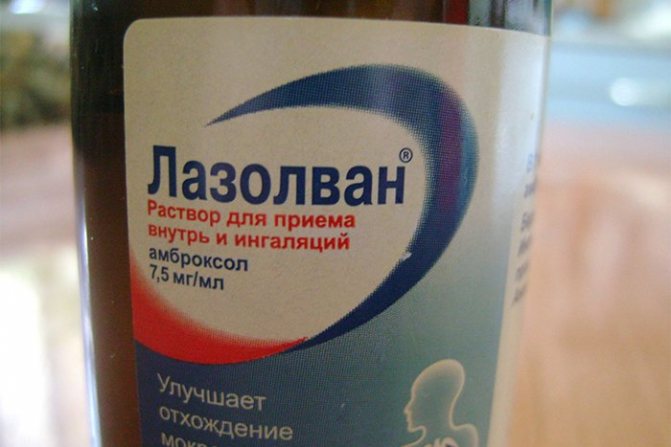 Лазолван®
Раствор для приема
внутрь и ингаляций
амброксол
7,5 мг/мл
Улучшает
отхождение